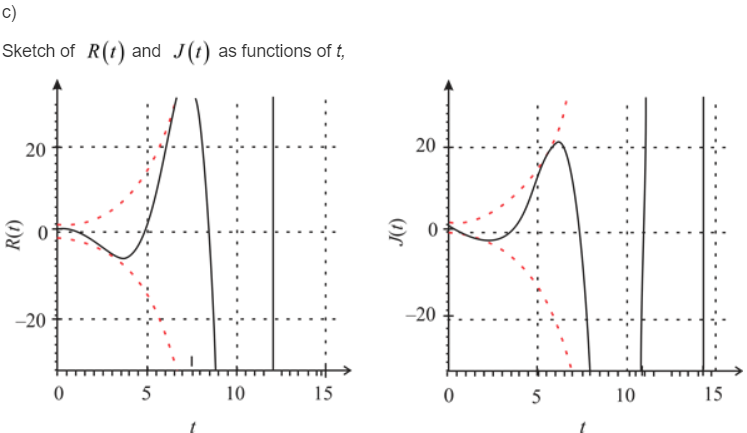 c)
Sketch of R(t) and J(t) as functions of t,
20
0
−20
R(t)
0 5 10 15
t
20
0
−20
J(t)
0 5 10 15
t